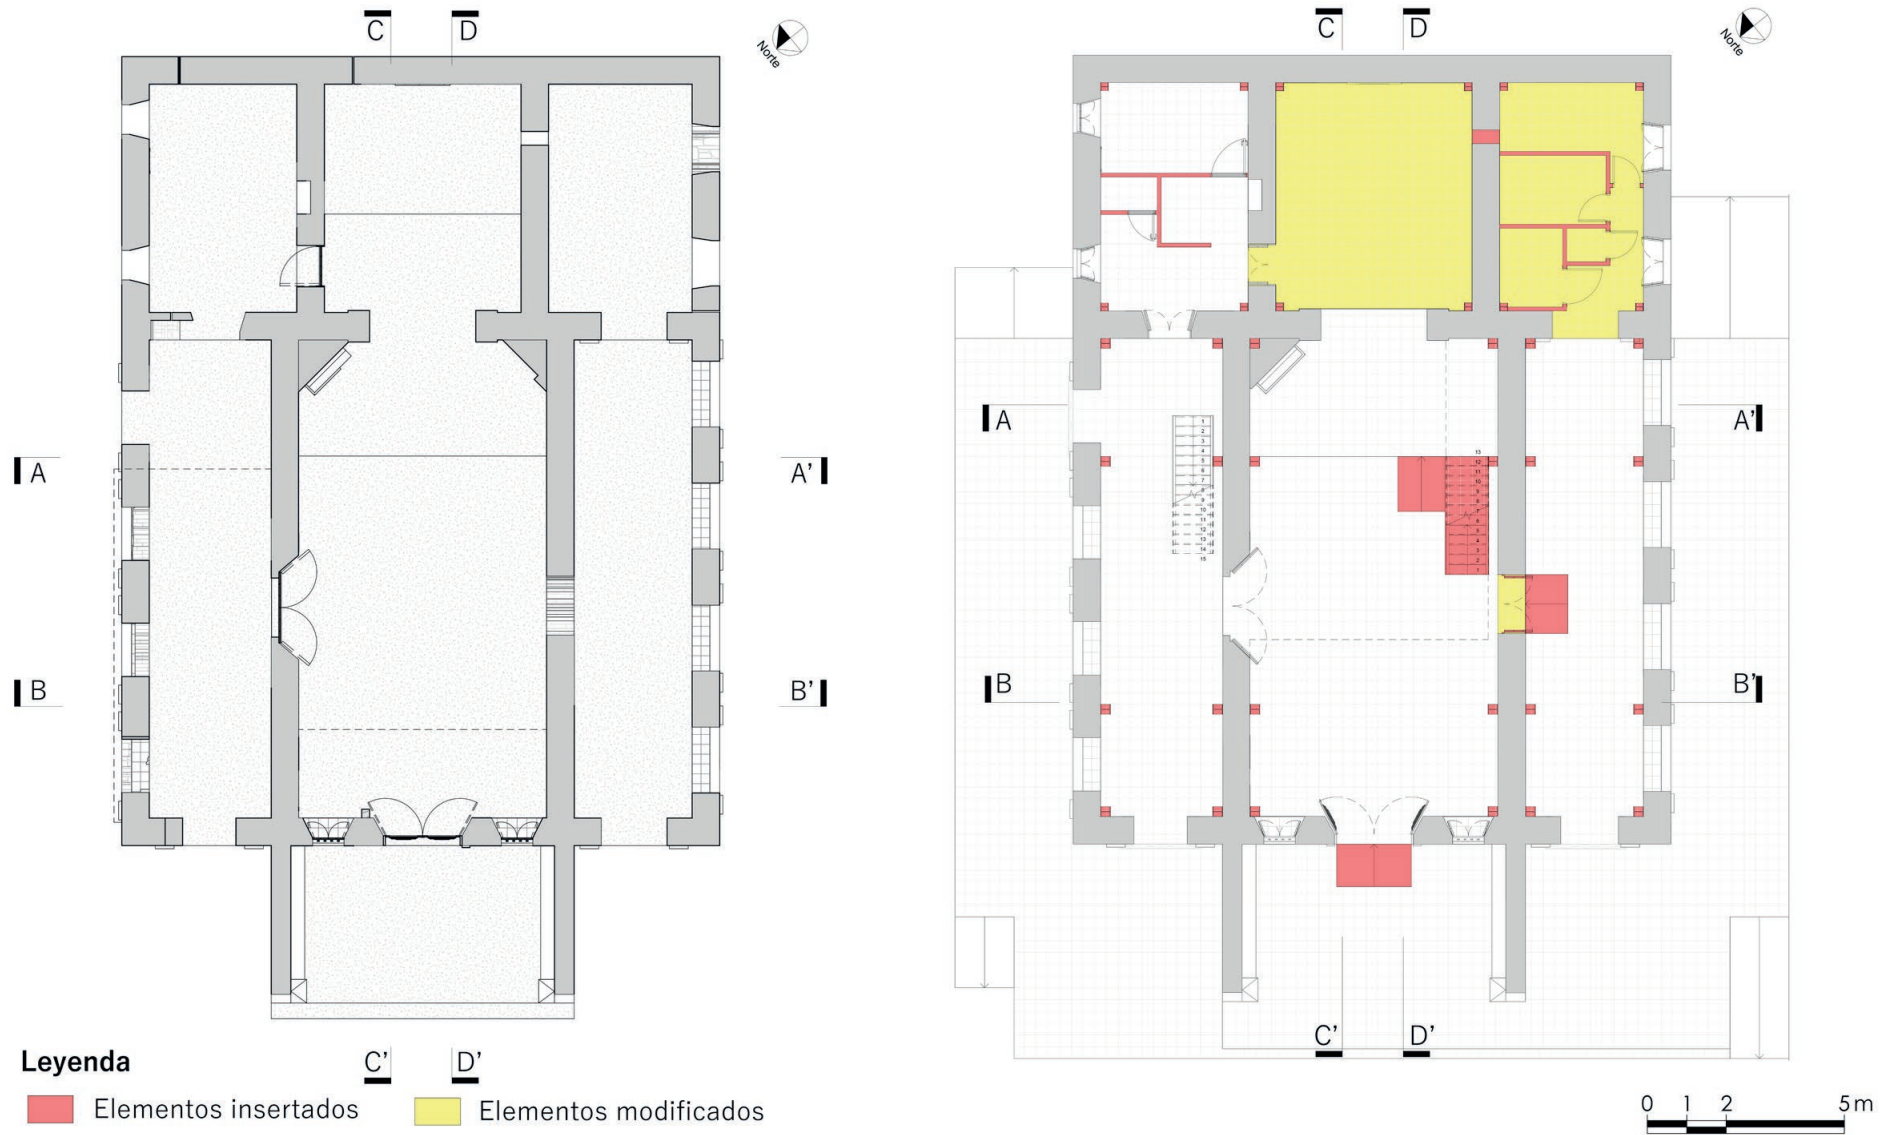 C D
Norte
A A'
B B'
C' D'
Leyenda
Elementos insertados Elementos modificados
C D
Norte
A A'
B B'
C' D'
0 1 2 5 m